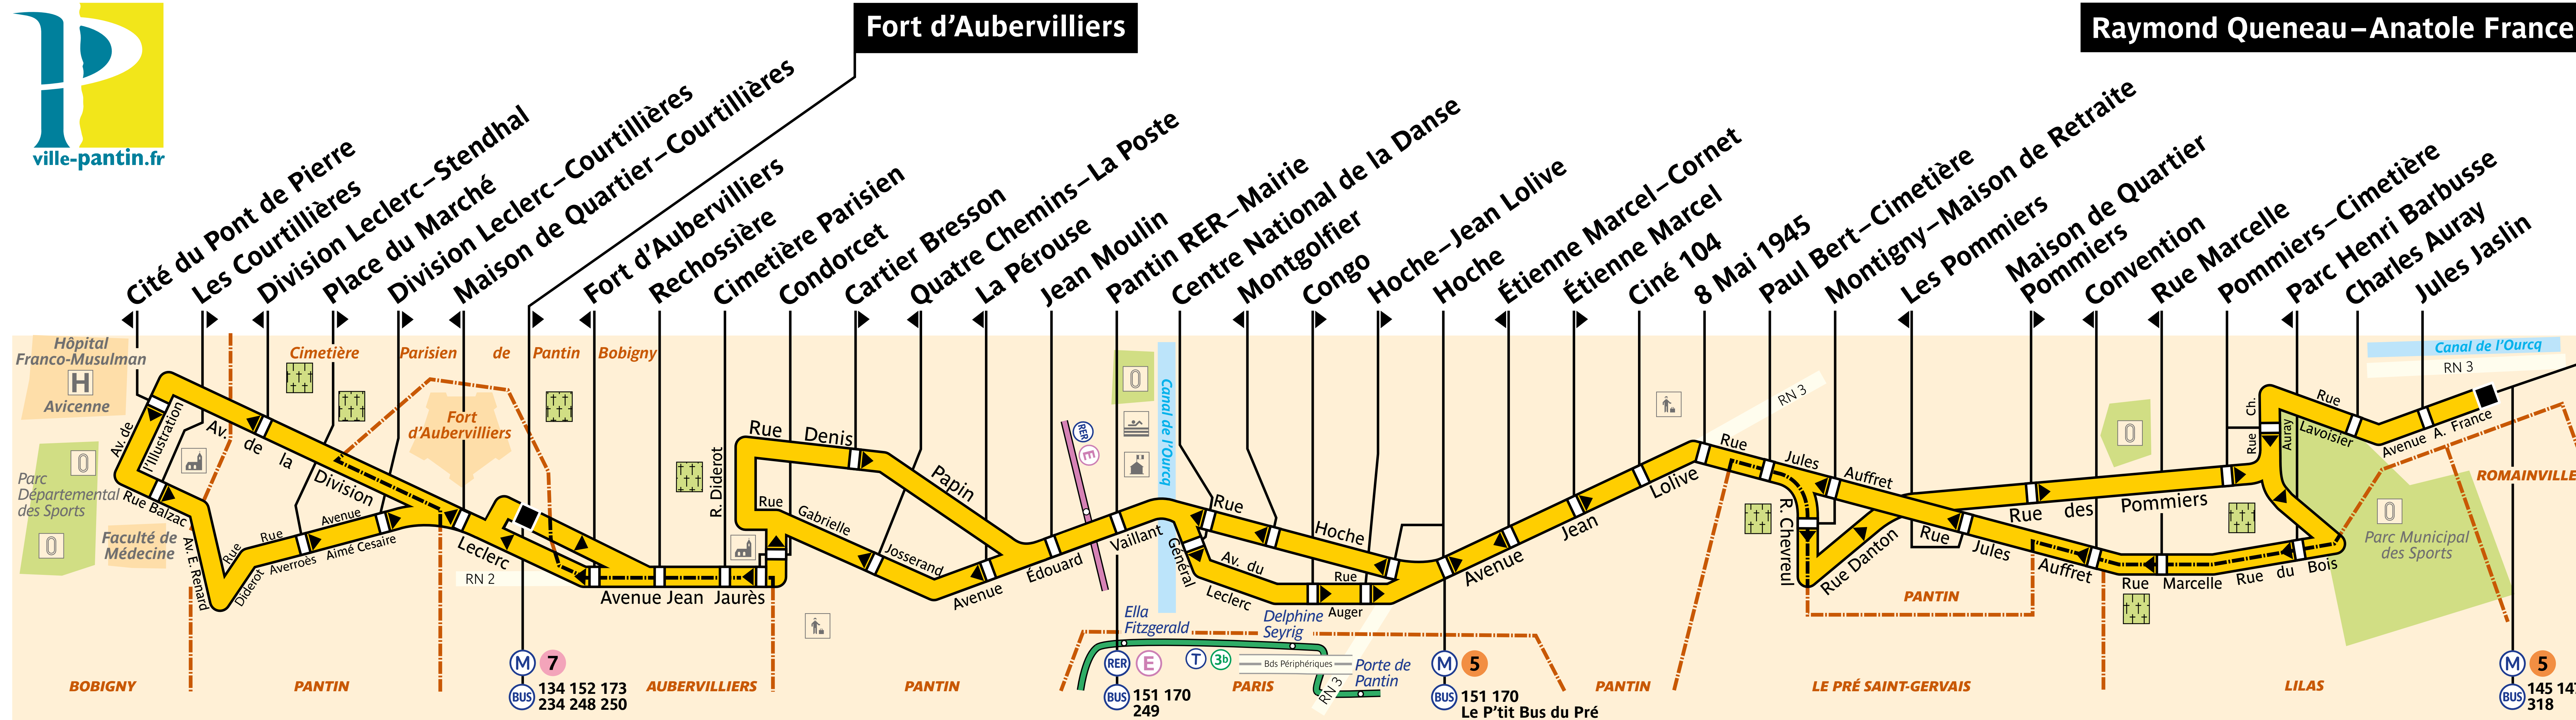 ville-pantin.fr
Fort d’Aubervilliers
Raymond Queneau–Anatole France
Cité du Pont de Pierre
Les Courtillières
Division Leclerc–Stendhal
Place du Marché
Division Leclerc–Courtillières
Maison de Quartier–Courtillières
Fort d’Aubervilliers
Rechossière
Cimetière Parisien
Condorcet
Cartier Bresson
Quatre Chemins–La Poste
La Pérouse
Jean Moulin
Pantin RER–Mairie
Centre National de la Danse
Montgolfier
Congo
Hoche–Jean Lolive
Hoche
Étienne Marcel–Cornet
Étienne Marcel
Ciné 104
8 Mai 1945
Paul Bert–Cimetière
Montigny–Maison de Retraite
Les Pommiers
Maison de Quartier
Pommiers
Convention
Rue Marcelle
Pommiers–Cimetière
Parc Henri Barbusse
Charles Auray
Jules Jaslin
Hôpital
Franco-Musulman
H
Avicenne
Parc
Départemental
des Sports
Faculté de
Médecine
Cimetière Parisien de Pantin Bobigny
Fort
d’Aubervilliers
Av. de
l’Illustration
Rue Balzac
Av. E. Renard
Rue
Diderot
Rue
Averroès
Avenue
Aimé Cesaire
Av. de la Division
Leclerc
RN 2
Avenue Jean Jaurès
R. Diderot
Rue Denis Papin
Rue Gabrielle Josserand
Avenue Édouard Vaillant
RER E
Canal de l’Ourcq
Général
Av. du
Leclerc
Rue Hoche
Rue
Auger
Avenue Jean Lolive
RN 3
Rue Jules Auffret
R. Chevreul
Rue Danton
Rue Jules Auffret
Rue des Pommiers
Rue Marcelle
Rue du Bois
Rue Ch.
Auray
Rue
Lavoisier
Avenue A. France
Canal de l’Ourcq
RN 3
Parc Municipal
des Sports
ROMAINVILLE
PANTIN
Ella
Fitzgerald
Delphine
Seyrig
T 3b
Bds Périphériques
Porte de
Pantin
RN 3
M 7
BUS 134 152 173
234 248 250
RER E
BUS 151 170
249
M 5
BUS 151 170
Le P’tit Bus du Pré
M 5
BUS 145 147
318
BOBIGNY
PANTIN
AUBERVILLIERS
PANTIN
PARIS
PANTIN
LE PRÉ SAINT-GERVAIS
LILAS